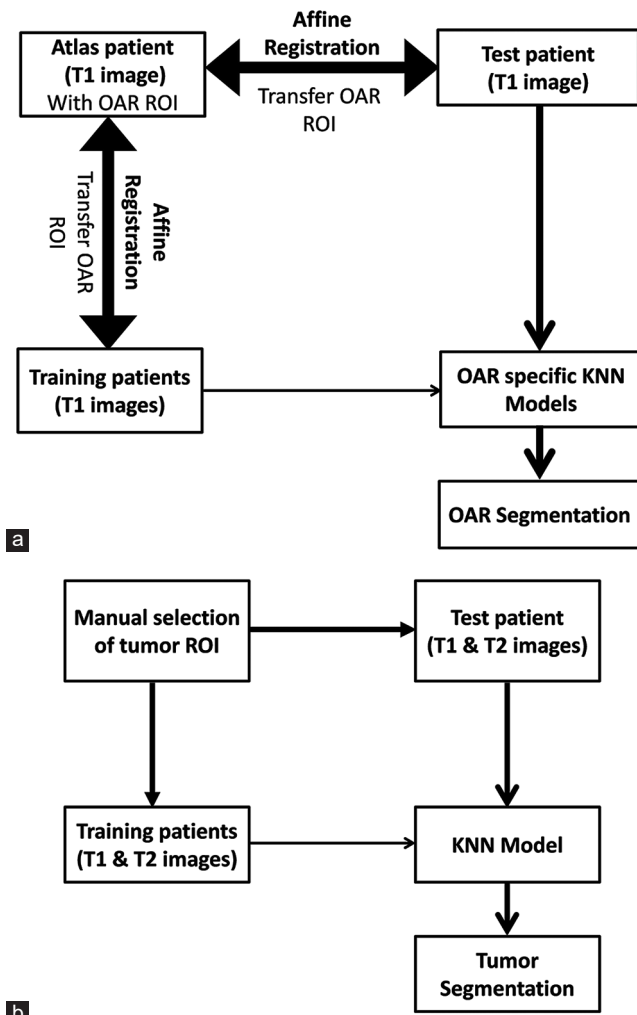 Atlas patient
(T1 image)
With OAR ROI
Affine
Registration
Transfer OAR
ROI
Test patient
(T1 image)
Affine
Registration
Transfer OAR
ROI
Training patients
(T1 images)
OAR specific KNN
Models
OAR Segmentation
a
Manual selection
of tumor ROI
Test patient
(T1 & T2 images)
Training patients
(T1 & T2 images)
KNN Model
Tumor
Segmentation
b